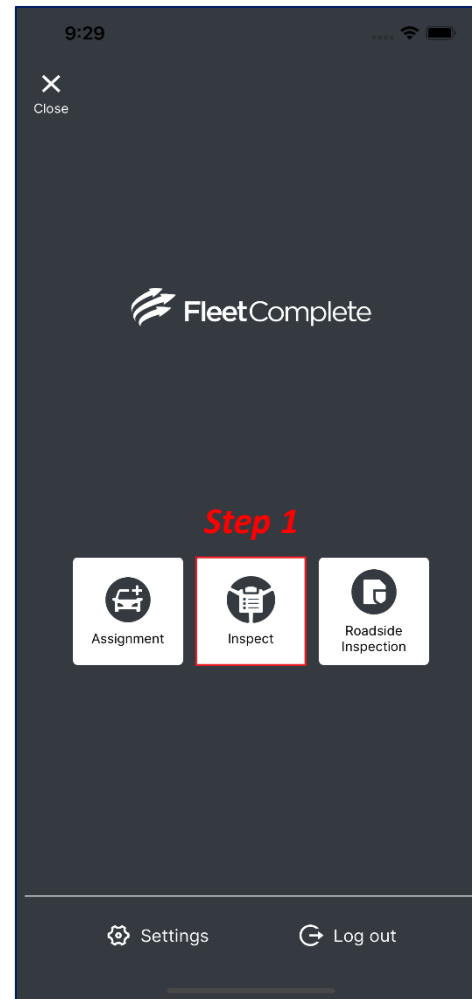 9:29
Close
FleetComplete
Step 1
Assignment
Inspect
Roadside
Inspection
Settings
Log out